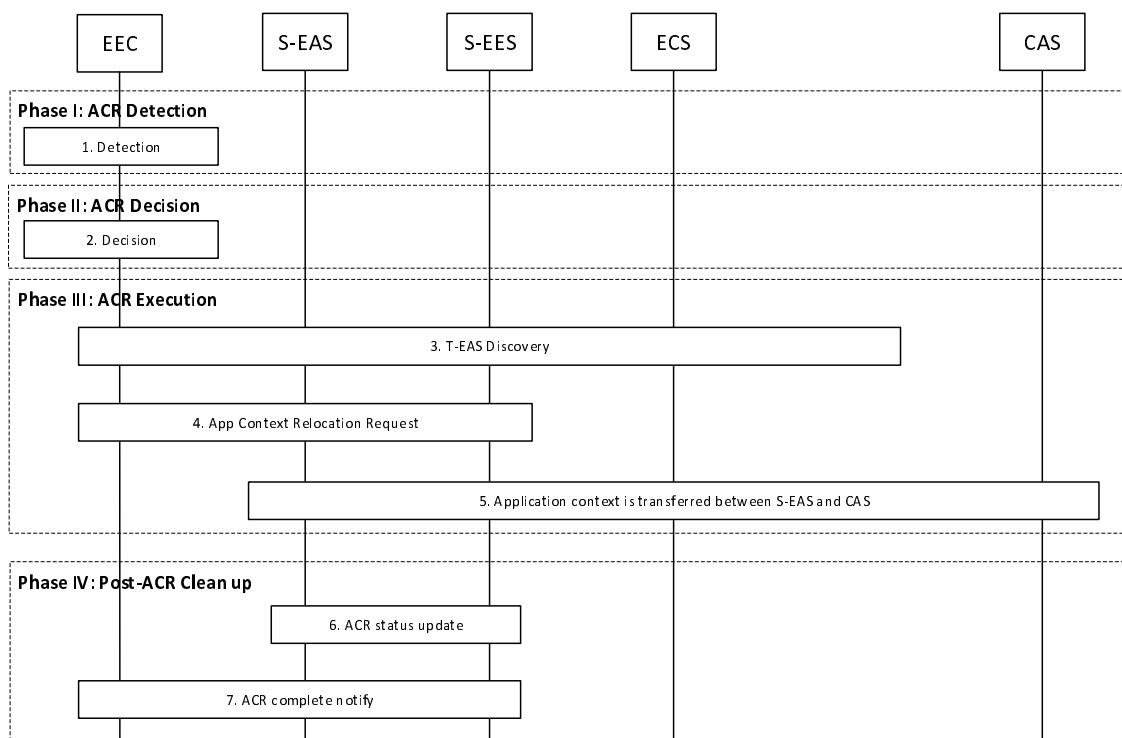 EEC
S-EAS
S-EES
ECS
CAS
Phase I: ACR Detection
1. Detection
Phase II: ACR Decision
2. Decision
Phase III: ACR Execution
3. T-EAS Discovery
4. App Context Relocation Request
5. Application context is transferred between S-EAS and CAS
Phase IV: Post-ACR Clean up
6. ACR status update
7. ACR complete notify